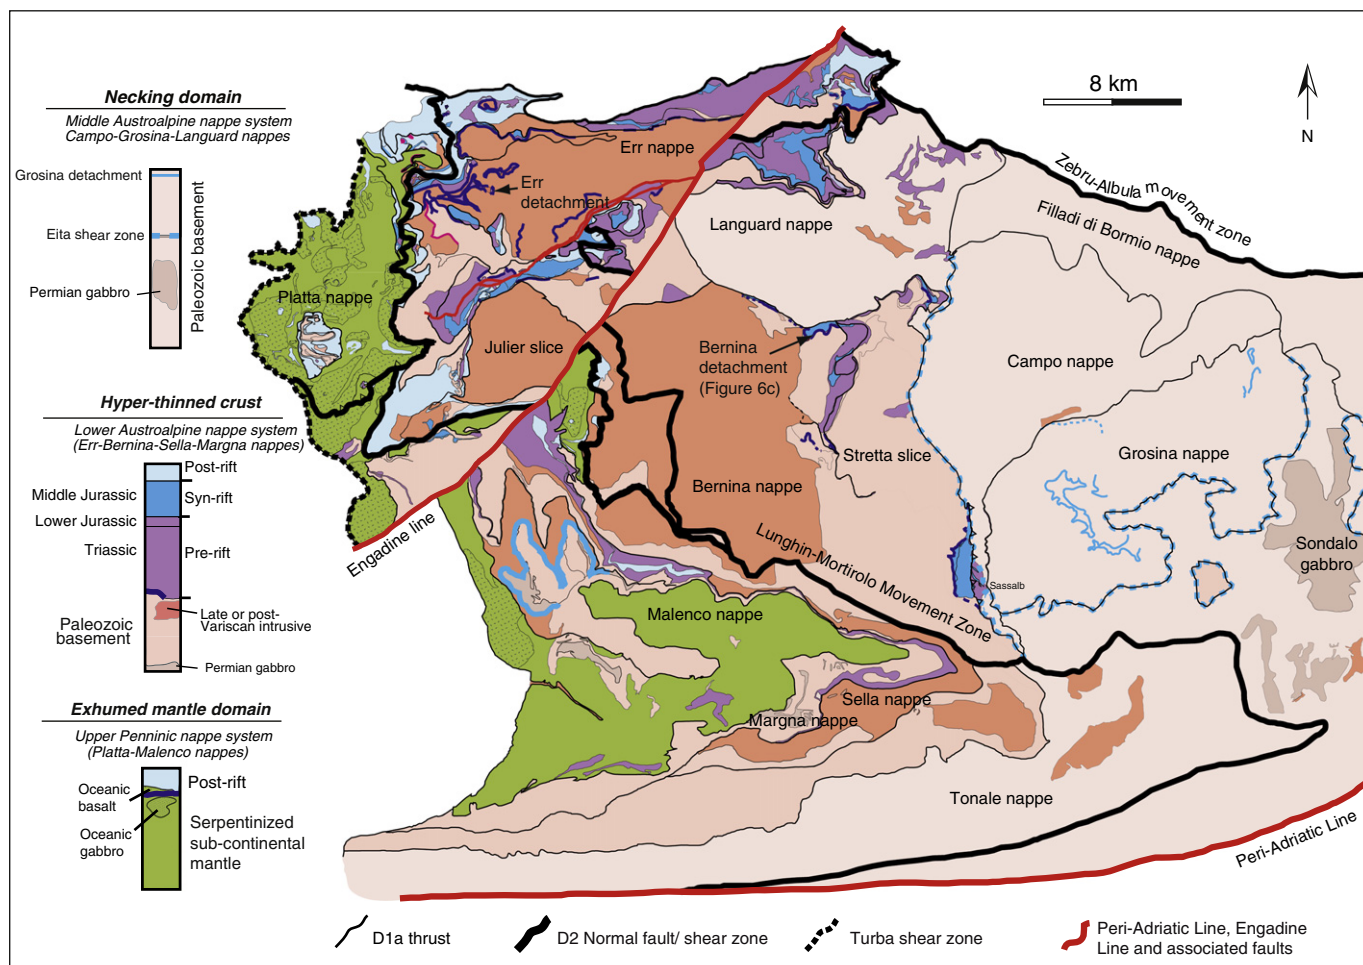 Necking domain
Middle Austroalpine nappe system
Campo-Grosina-Languard nappes
Grosina detachment
Eita shear zone
Permian gabbro
Paleozoic basement
Hyper-thinned crust
Lower Austroalpine nappe system
(Err-Bernina-Sella-Margna nappes)
Post-rift
Middle Jurassic
Syn-rift
Lower Jurassic
Triassic
Pre-rift
Late or post-
Variscan intrusive
Paleozoic
basement
Permian gabbro
Exhumed mantle domain
Upper Penninic nappe system
(Platta-Malenco nappes)
Post-rift
Oceanic
basalt
Oceanic
gabbro
Serpentinized
sub-continental
mantle
8 km
N
Err nappe
Err
detachment
Zebru-Albula movement zone
Filladi di Bormio nappe
Languard nappe
Platta nappe
Julier slice
Bernina
detachment
(Figure 6c)
Campo nappe
Grosina nappe
Stretta slice
Bernina nappe
Engadine line
Lunghin-Mortirolo Movement Zone
Sondalo
gabbro
Sassalb
Malenco nappe
Sella nappe
Margna nappe
Tonale nappe
Peri-Adriatic Line
D1a thrust
D2 Normal fault/ shear zone
Turba shear zone
Peri-Adriatic Line, Engadine
Line and associated faults